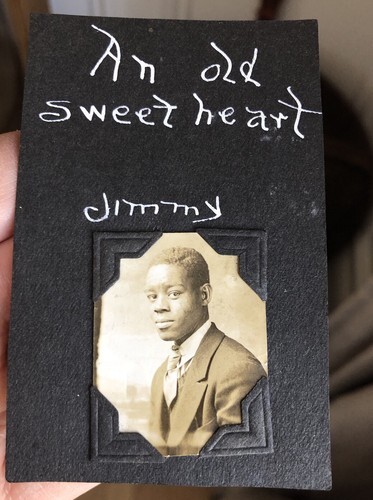 An old
sweet heart
Jimmy